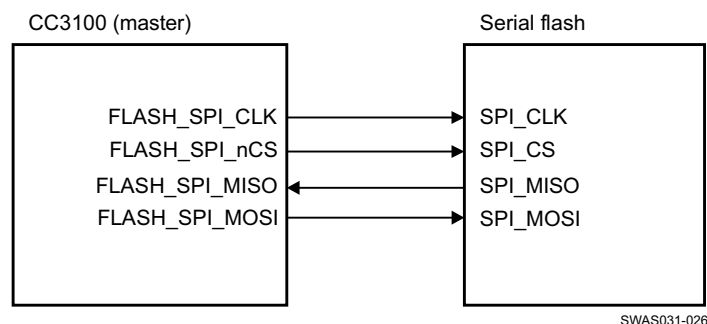 CC3100 (master)
Serial flash
FLASH_SPI_CLK
SPI_CLK
FLASH_SPI_nCS
SPI_CS
FLASH_SPI_MISO
SPI_MISO
FLASH_SPI_MOSI
SPI_MOSI
SWAS031-026